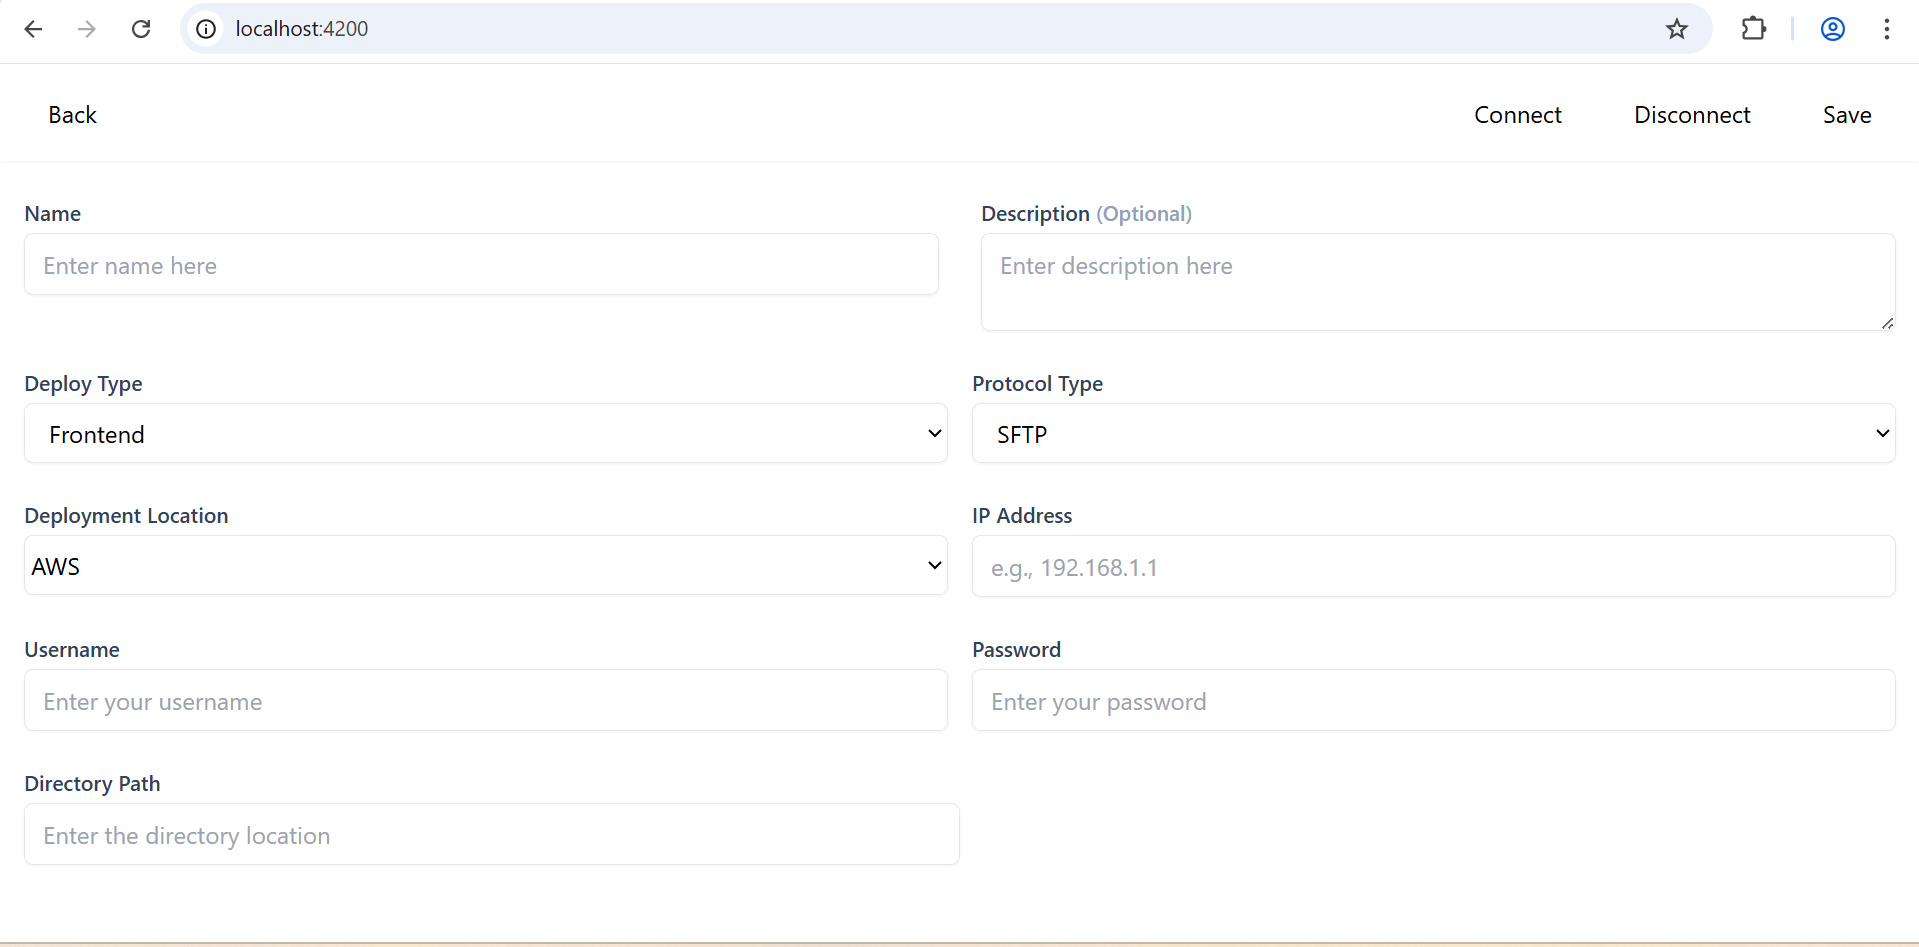 localhost:4200
Back Connect Disconnect Save
Name Description (Optional)
Enter name here Enter description here
Deploy Type Protocol Type
Frontend SFTP
Deployment Location IP Address
AWS e.g., 192.168.1.1
Username Password
Enter your username Enter your password
Directory Path
Enter the directory location